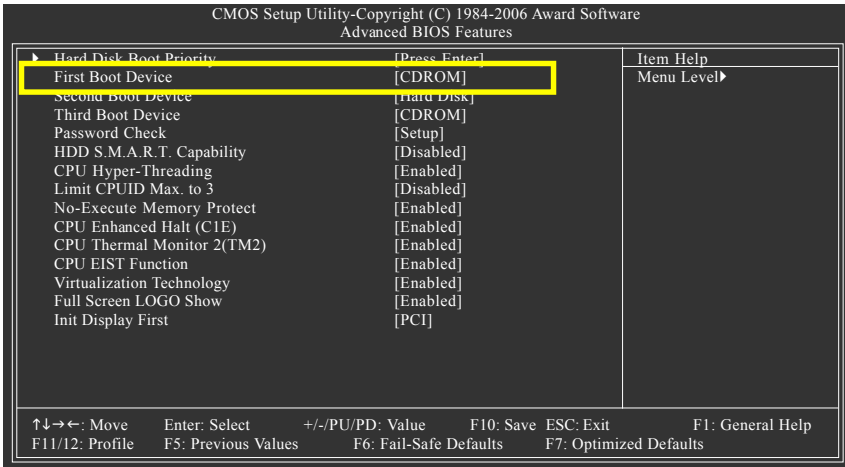 CMOS Setup Utility-Copyright (C) 1984-2006 Award Software
Advanced BIOS Features
Hard Disk Boot Priority [Press Enter] Item Help
First Boot Device [CDROM] Menu Level
Second Boot Device [Hard Disk]
Third Boot Device [CDROM]
Password Check [Setup]
HDD S.M.A.R.T. Capability [Disabled]
CPU Hyper-Threading [Enabled]
Limit CPUID Max. to 3 [Disabled]
No-Execute Memory Protect [Enabled]
CPU Enhanced Halt (C1E) [Enabled]
CPU Thermal Monitor 2(TM2) [Enabled]
CPU EIST Function [Enabled]
Virtualization Technology [Enabled]
Full Screen LOGO Show [Enabled]
Init Display First [PCI]
↑↓→←: Move Enter: Select +/-/PU/PD: Value F10: Save ESC: Exit F1: General Help
F11/12: Profile F5: Previous Values F6: Fail-Safe Defaults F7: Optimized Defaults